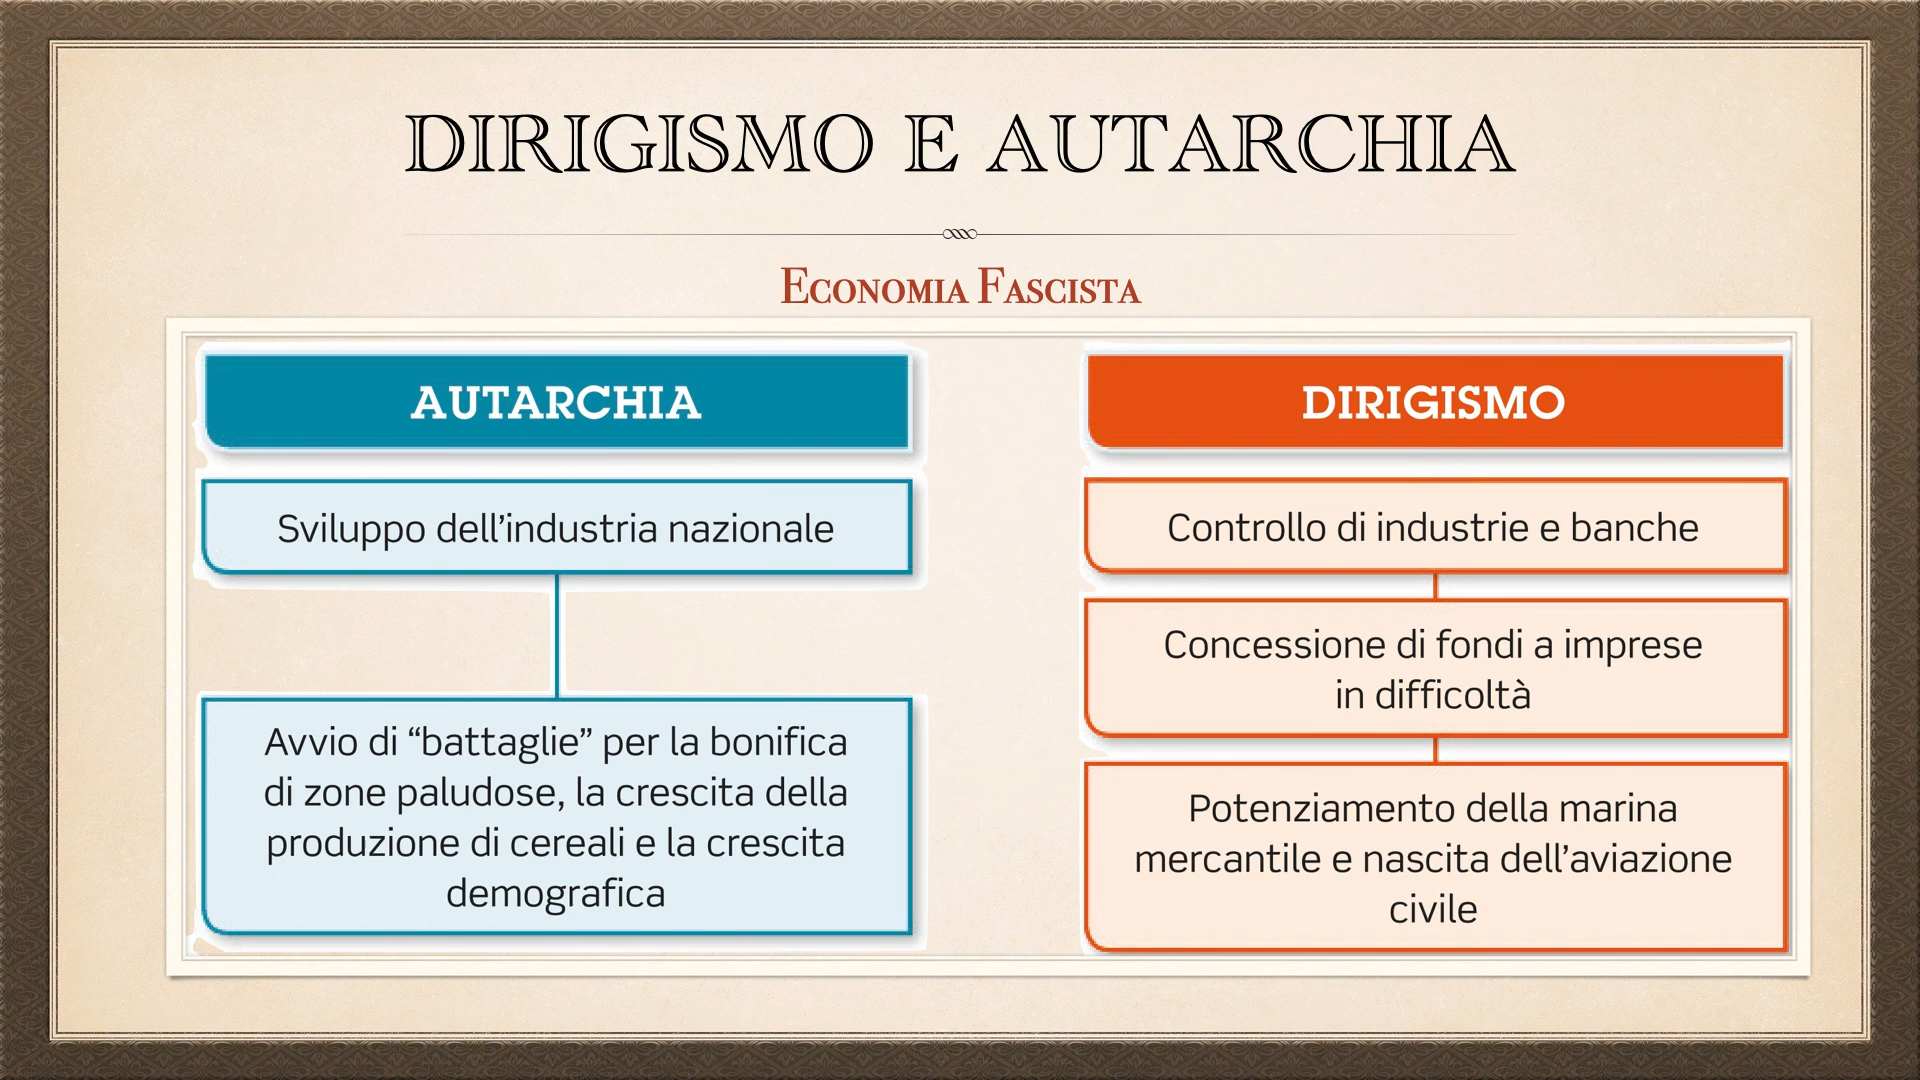 DIRIGISMO E AUTARCHIA
Economia Fascista
AUTARCHIA
Sviluppo dell’industria nazionale
Avvio di “battaglie” per la bonifica
di zone paludose, la crescita della
produzione di cereali e la crescita
demografica
DIRIGISMO
Controllo di industrie e banche
Concessione di fondi a imprese
in difficoltà
Potenziamento della marina
mercantile e nascita dell’aviazione
civile